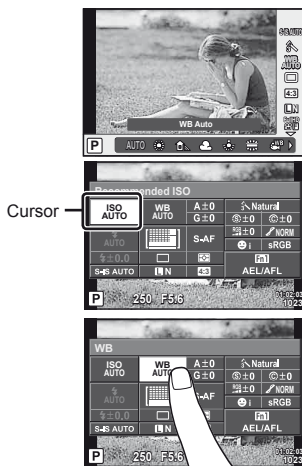 S-IS AUTO
WB
AUTO
4:3
L N
WB Auto
P AUTO
Recommended ISO
Cursor
ISO
AUTO
WB
AUTO
A±0
G±0
Natural
S±0
C±0
AUTO
S-AF
±0
NORM
i
sRGB
±0.0
Fn1
S-IS AUTO
L N
4:3
AEL/AFL
P 250 F5.6
01:02:03
1023
WB
ISO
AUTO
WB
AUTO
A±0
G±0
Natural
S±0
C±0
AUTO
-AF
±0
NORM
i
sRGB
±0.0
Fn1
S-IS AUTO
L N
AEL/AFL
P 250 F5.6
01:02:03
1023